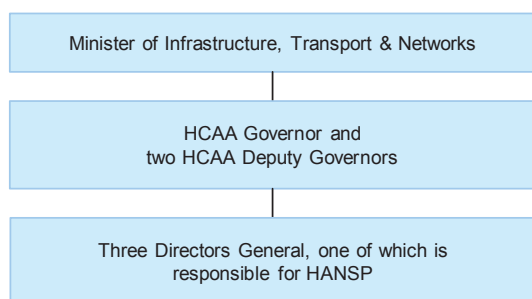 Minister of Infrastructure, Transport & Networks
HCAA Governor and
two HCAA Deputy Governors
Three Directors General, one of which is
responsible for HANSP